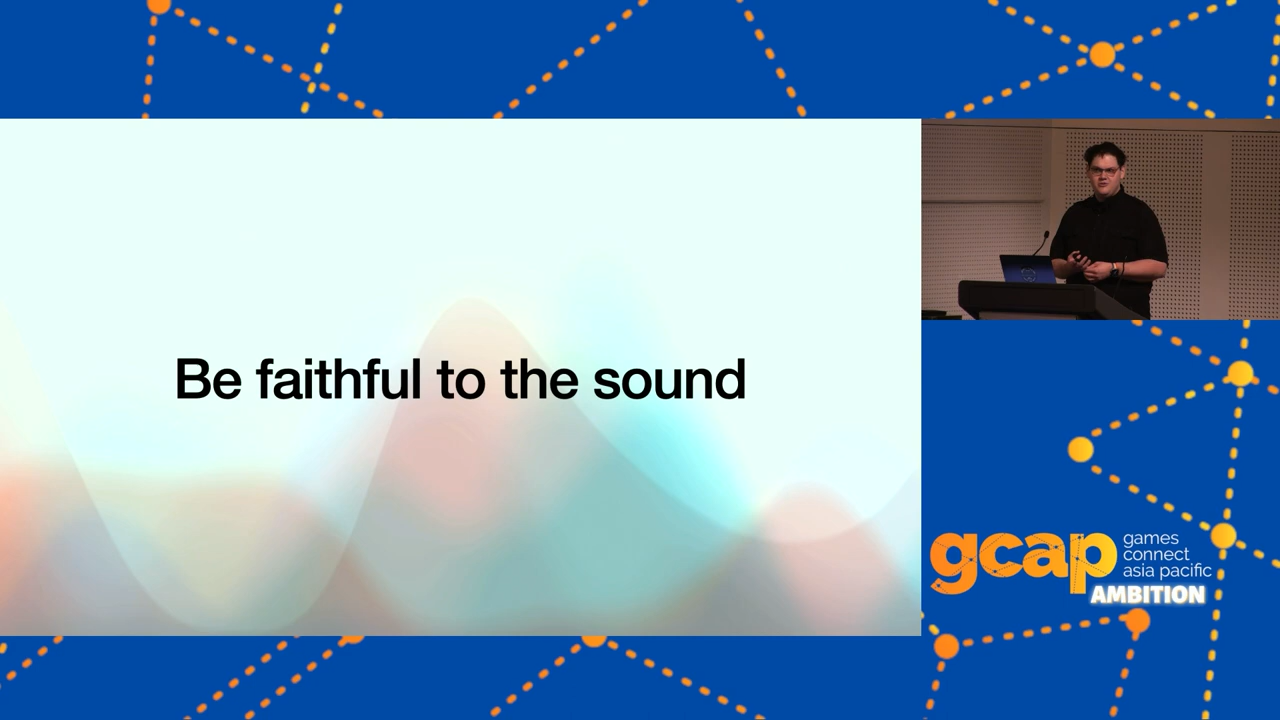 Be faithful to the sound
gcap
games
connect
asia pacific
AMBITION